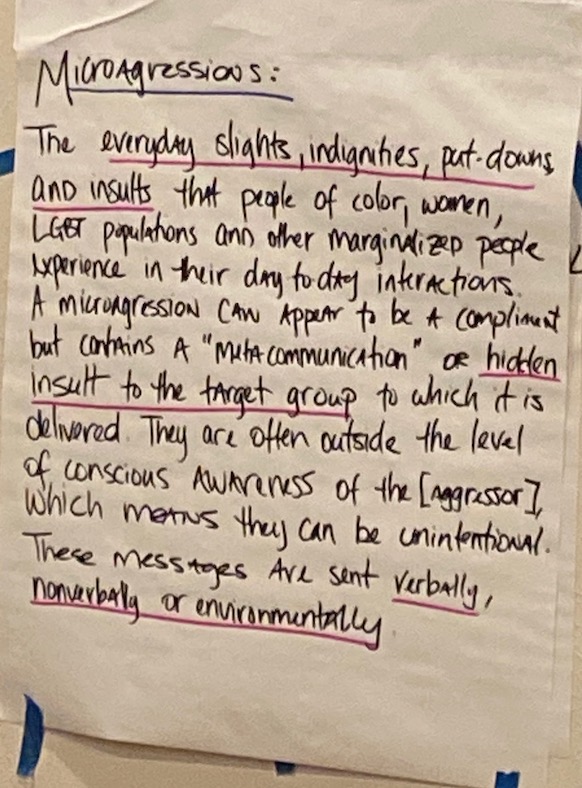 Microagressions:
The everyday slights, indignities, put-downs
and insults that people of color, women,
LGBT populations and other marginalized people
experience in their day to day interactions.
A microagression can appear to be a compliment
but contains a "metacommunication" or hidden
insult to the target group to which it is
delivered. They are often outside the level
of conscious awareness of the [aggressor],
which means they can be unintentional.
These messages are sent verbally,
nonverbally or environmentally.